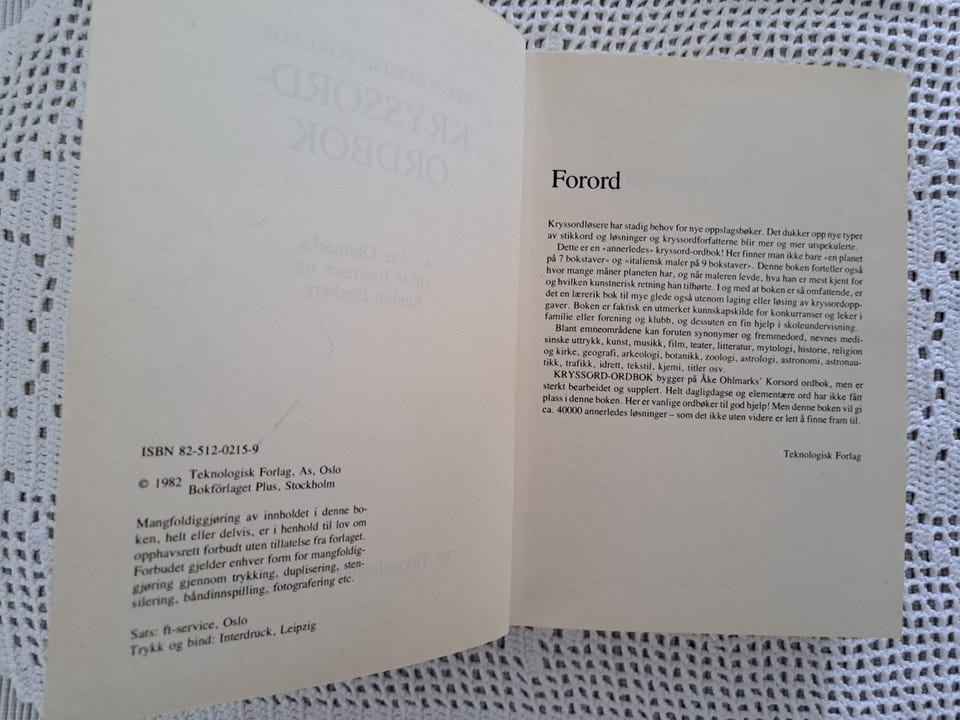 ISBN 82-512-0215-9
© 1982 Teknologisk Forlag, As, Oslo
Bokförlaget Plus, Stockholm
Mangfoldiggjøring av innholdet i denne bo-
ken, helt eller delvis, er i henhold til lov om
opphavsrett forbudt uten tillatelse fra forlaget.
Forbudet gjelder enhver form for mangfoldig-
gjøring gjennom trykking, duplisering, sten-
silering, båndinnspilling, fotografering etc.
Sats: ft-service, Oslo
Trykk og bind: Interdruck, Leipzig
Forord
Kryssordløsere har stadig behov for nye oppslagsbøker. Det dukker opp nye typer
av stikkord og løsninger og kryssordforfatterne blir mer og mer utspekulerte.
Dette er en «annerledes» kryssord-ordbok! Her finner man ikke bare «en planet
på 7 bokstaver» og «italiensk maler på 9 bokstaver». Denne boken forteller også
hvor mange måner planeten har, og når maleren levde, hva han er mest kjent for
og hvilken kunstnerisk retning han tilhørte. I og med at boken er så omfattende, er
det en lærerik bok til mye glede også utenom laging eller løsing av kryssordopp-
gaver. Boken er faktisk en utmerket kunnskapskilde for konkurranser og leker i
familie eller forening og klubb, og dessuten en fin hjelp i skoleundervisning.
Blant emneområdene kan foruten synonymer og fremmedord, nevnes medi-
sinske uttrykk, kunst, musikk, film, teater, litteratur, mytologi, historie, religion
og kirke, geografi, arkeologi, botanikk, zoologi, astrologi, astronomi, astronau-
tikk, trafikk, idrett, tekstil, kjemi, titler osv.
KRYSSORD-ORDBOK bygger på Åke Ohlmarks' Korsord ordbok, men er
sterkt bearbeidet og supplert. Helt dagligdagse og elementære ord har ikke fått
plass i denne boken. Her er vanlige ordbøker til god hjelp! Men denne boken vil gi
ca. 40000 annerledes løsninger – som det ikke uten videre er lett å finne fram til.
Teknologisk Forlag